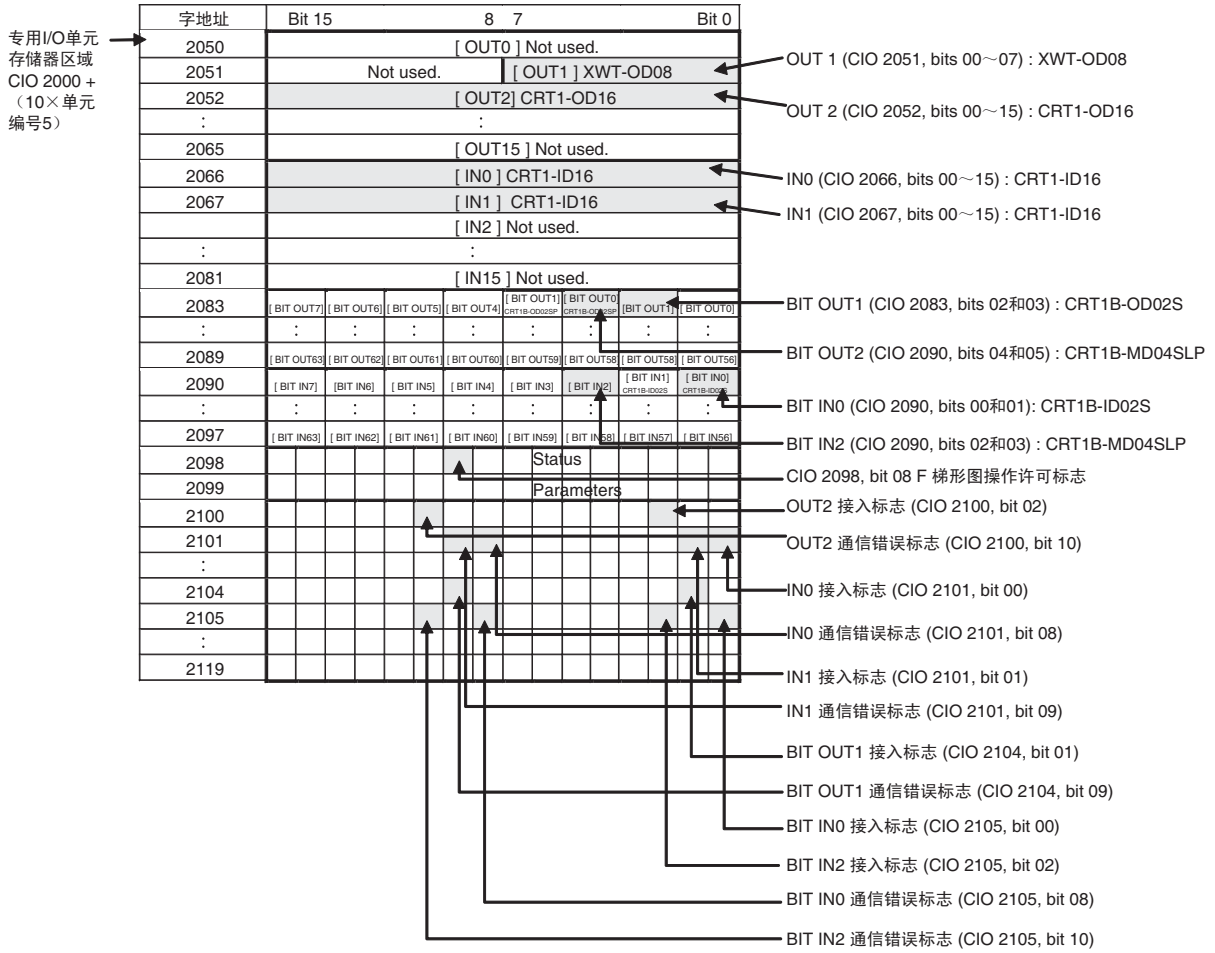 专用I/O单元
存储器区域
CIO 2000 +
（10×单元
编号5）
字地址 Bit 15 8 7 Bit 0
2050 [ OUT0 ] Not used.
2051 Not used. [ OUT1 ] XWT-OD08
2052 [ OUT2] CRT1-OD16
: :
2065 [ OUT15 ] Not used.
2066 [ IN0 ] CRT1-ID16
2067 [ IN1 ] CRT1-ID16
[ IN2 ] Not used.
: :
2081 [ IN15 ] Not used.
2083 [ BIT OUT7] [ BIT OUT6] [ BIT OUT5] [ BIT OUT4] [ BIT OUT1] CRT1B-OD02SP [ BIT OUT0] CRT1B-OD02SP [BIT OUT1] [ BIT OUT0]
: : : : : : : : :
2089 [ BIT OUT63] [ BIT OUT62] [ BIT OUT61] [ BIT OUT60] [ BIT OUT59] [ BIT OUT58] [ BIT OUT58] [ BIT OUT56]
2090 [ BIT IN7] [BIT IN6] [ BIT IN5] [ BIT IN4] [ BIT IN3] [ BIT IN2] [ BIT IN1] CRT1B-ID02S [ BIT IN0] CRT1B-ID02S
: : : : : : : : :
2097 [ BIT IN63] [ BIT IN62] [ BIT IN61] [ BIT IN60] [ BIT IN59] [ BIT IN58] [ BIT IN57] [ BIT IN56]
2098 Status
2099 Parameters
2100
2101
:
2104
2105
:
2119
OUT 1 (CIO 2051, bits 00～07) : XWT-OD08
OUT 2 (CIO 2052, bits 00～15) : CRT1-OD16
IN0 (CIO 2066, bits 00～15) : CRT1-ID16
IN1 (CIO 2067, bits 00～15) : CRT1-ID16
BIT OUT1 (CIO 2083, bits 02和03) : CRT1B-OD02S
BIT OUT2 (CIO 2090, bits 04和05) : CRT1B-MD04SLP
BIT IN0 (CIO 2090, bits 00和01): CRT1B-ID02S
BIT IN2 (CIO 2090, bits 02和03) : CRT1B-MD04SLP
CIO 2098, bit 08 F 梯形图操作许可标志
OUT2 接入标志 (CIO 2100, bit 02)
OUT2 通信错误标志 (CIO 2100, bit 10)
IN0 接入标志 (CIO 2101, bit 00)
IN0 通信错误标志 (CIO 2101, bit 08)
IN1 接入标志 (CIO 2101, bit 01)
IN1 通信错误标志 (CIO 2101, bit 09)
BIT OUT1 接入标志 (CIO 2104, bit 01)
BIT OUT1 通信错误标志 (CIO 2104, bit 09)
BIT IN0 接入标志 (CIO 2105, bit 00)
BIT IN2 接入标志 (CIO 2105, bit 02)
BIT IN0 通信错误标志 (CIO 2105, bit 08)
BIT IN2 通信错误标志 (CIO 2105, bit 10)